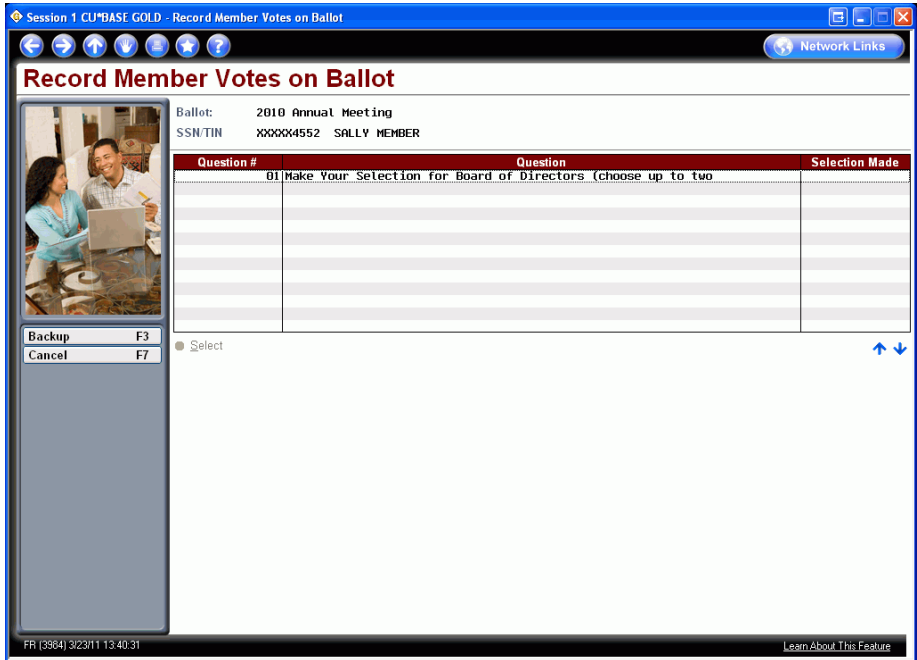 Session 1 CU*BASE GOLD - Record Member Votes on Ballot
Network Links
Record Member Votes on Ballot
Ballot: 2010 Annual Meeting
SSN/TIN XXXXX4552 SALLY MEMBER
Question # Question Selection Made
01 Make Your Selection for Board of Directors (choose up to two
Backup F3
Cancel F7
Select
FR (3964) 3/23/11 13:40:31
Learn About This Feature